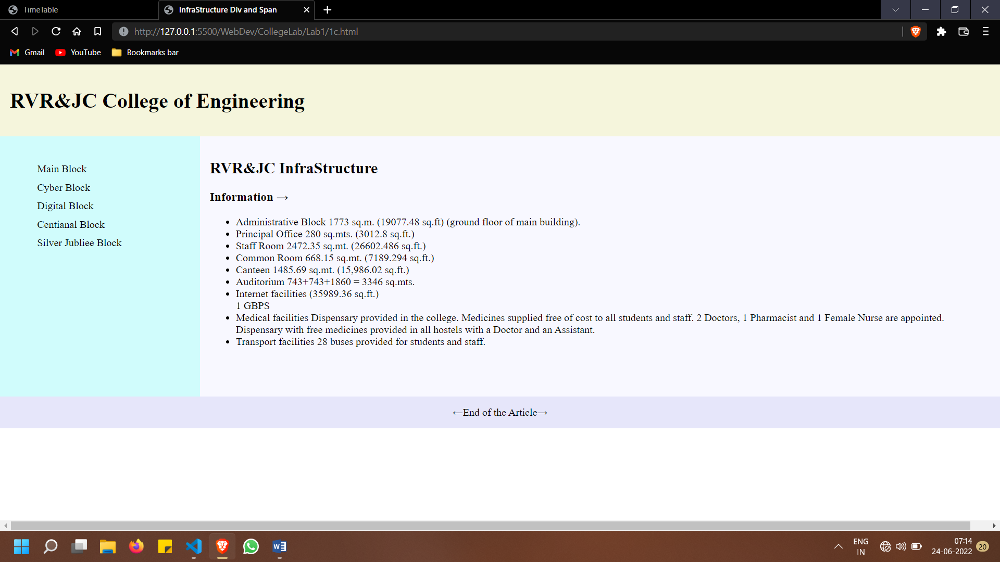 TimeTable
InfraStructure Div and Span
http://127.0.0.1:5500/WebDev/CollegeLab/Lab1/1c.html
Gmail YouTube Bookmarks bar
RVR&JC College of Engineering
Main Block
Cyber Block
Digital Block
Centianal Block
Silver Jubliee Block
RVR&JC InfraStructure
Information →
• Administrative Block 1773 sq.m. (19077.48 sq.ft) (ground floor of main building).
• Principal Office 280 sq.mts. (3012.8 sq.ft.)
• Staff Room 2472.35 sq.mt. (26602.486 sq.ft.)
• Common Room 668.15 sq.mt. (7189.294 sq.ft.)
• Canteen 1485.69 sq.mt. (15,986.02 sq.ft.)
• Auditorium 743+743+1860 = 3346 sq.mts.
• Internet facilities (35989.36 sq.ft.)
1 GBPS
• Medical facilities Dispensary provided in the college. Medicines supplied free of cost to all students and staff. 2 Doctors, 1 Pharmacist and 1 Female Nurse are appointed.
Dispensary with free medicines provided in all hostels with a Doctor and an Assistant.
• Transport facilities 28 buses provided for students and staff.
←End of the Article→
W
ENG
IN
07:14
24-06-2022
20